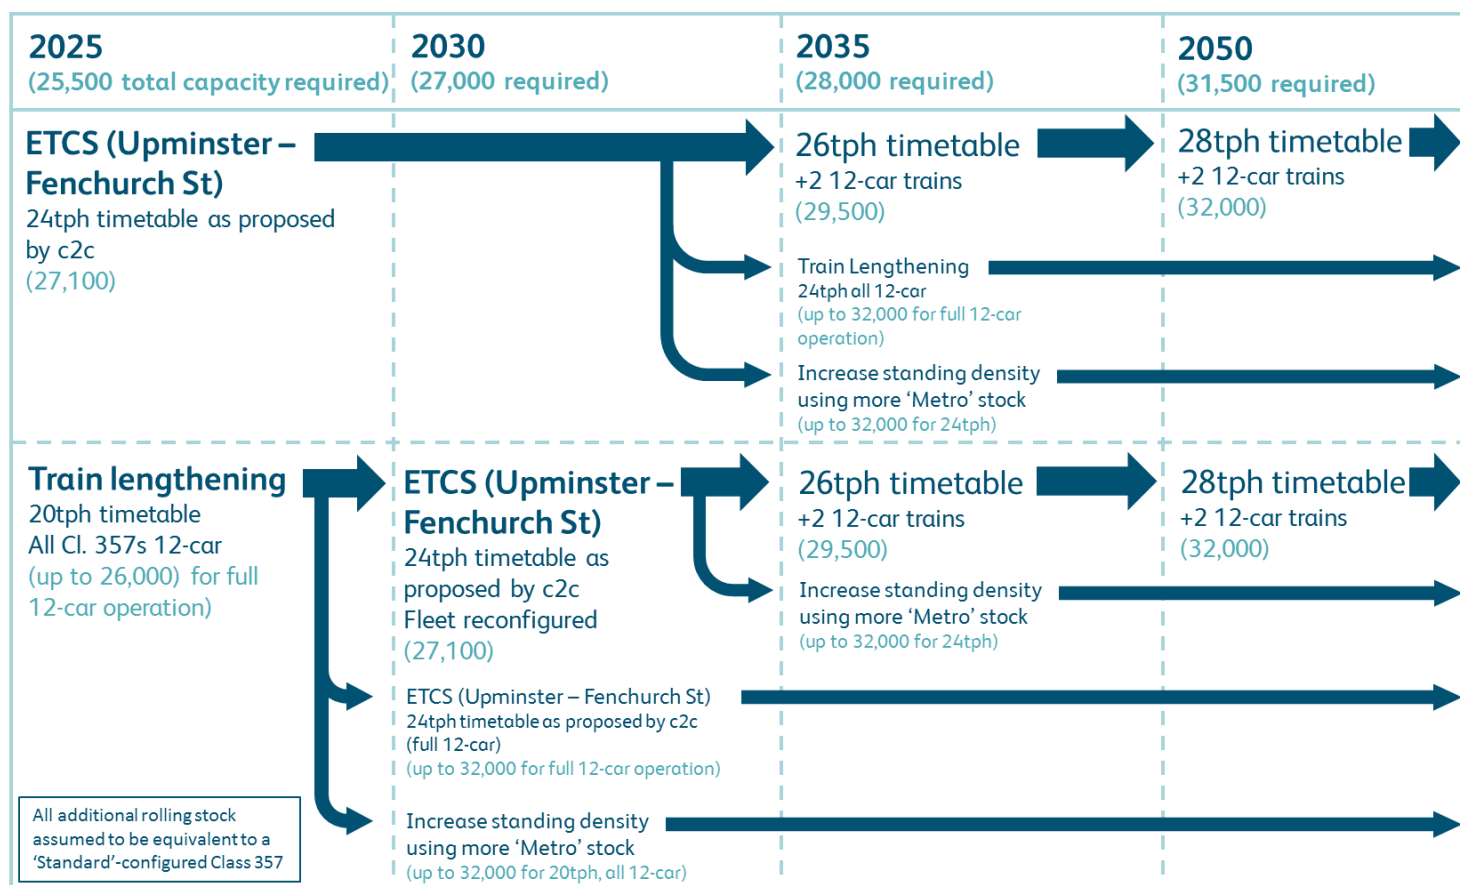 2025
(25,500 total capacity required)
2030
(27,000 required)
2035
(28,000 required)
2050
(31,500 required)
ETCS (Upminster –
Fenchurch St)
24tph timetable as proposed
by c2c
(27,100)
26tph timetable
+2 12-car trains
(29,500)
28tph timetable
+2 12-car trains
(32,000)
Train Lengthening
24tph all 12-car
(up to 32,000 for full 12-car
operation)
Increase standing density
using more ‘Metro’ stock
(up to 32,000 for 24tph)
Train lengthening
20tph timetable
All Cl. 357s 12-car
(up to 26,000) for full
12-car operation)
ETCS (Upminster –
Fenchurch St)
24tph timetable as
proposed by c2c
Fleet reconfigured
(27,100)
26tph timetable
+2 12-car trains
(29,500)
28tph timetable
+2 12-car trains
(32,000)
Increase standing density
using more ‘Metro’ stock
(up to 32,000 for 24tph)
ETCS (Upminster – Fenchurch St)
24tph timetable as proposed by c2c
(full 12-car)
(up to 32,000 for full 12-car operation)
Increase standing density
using more ‘Metro’ stock
(up to 32,000 for 20tph, all 12-car)
All additional rolling stock
assumed to be equivalent to a
‘Standard’-configured Class 357